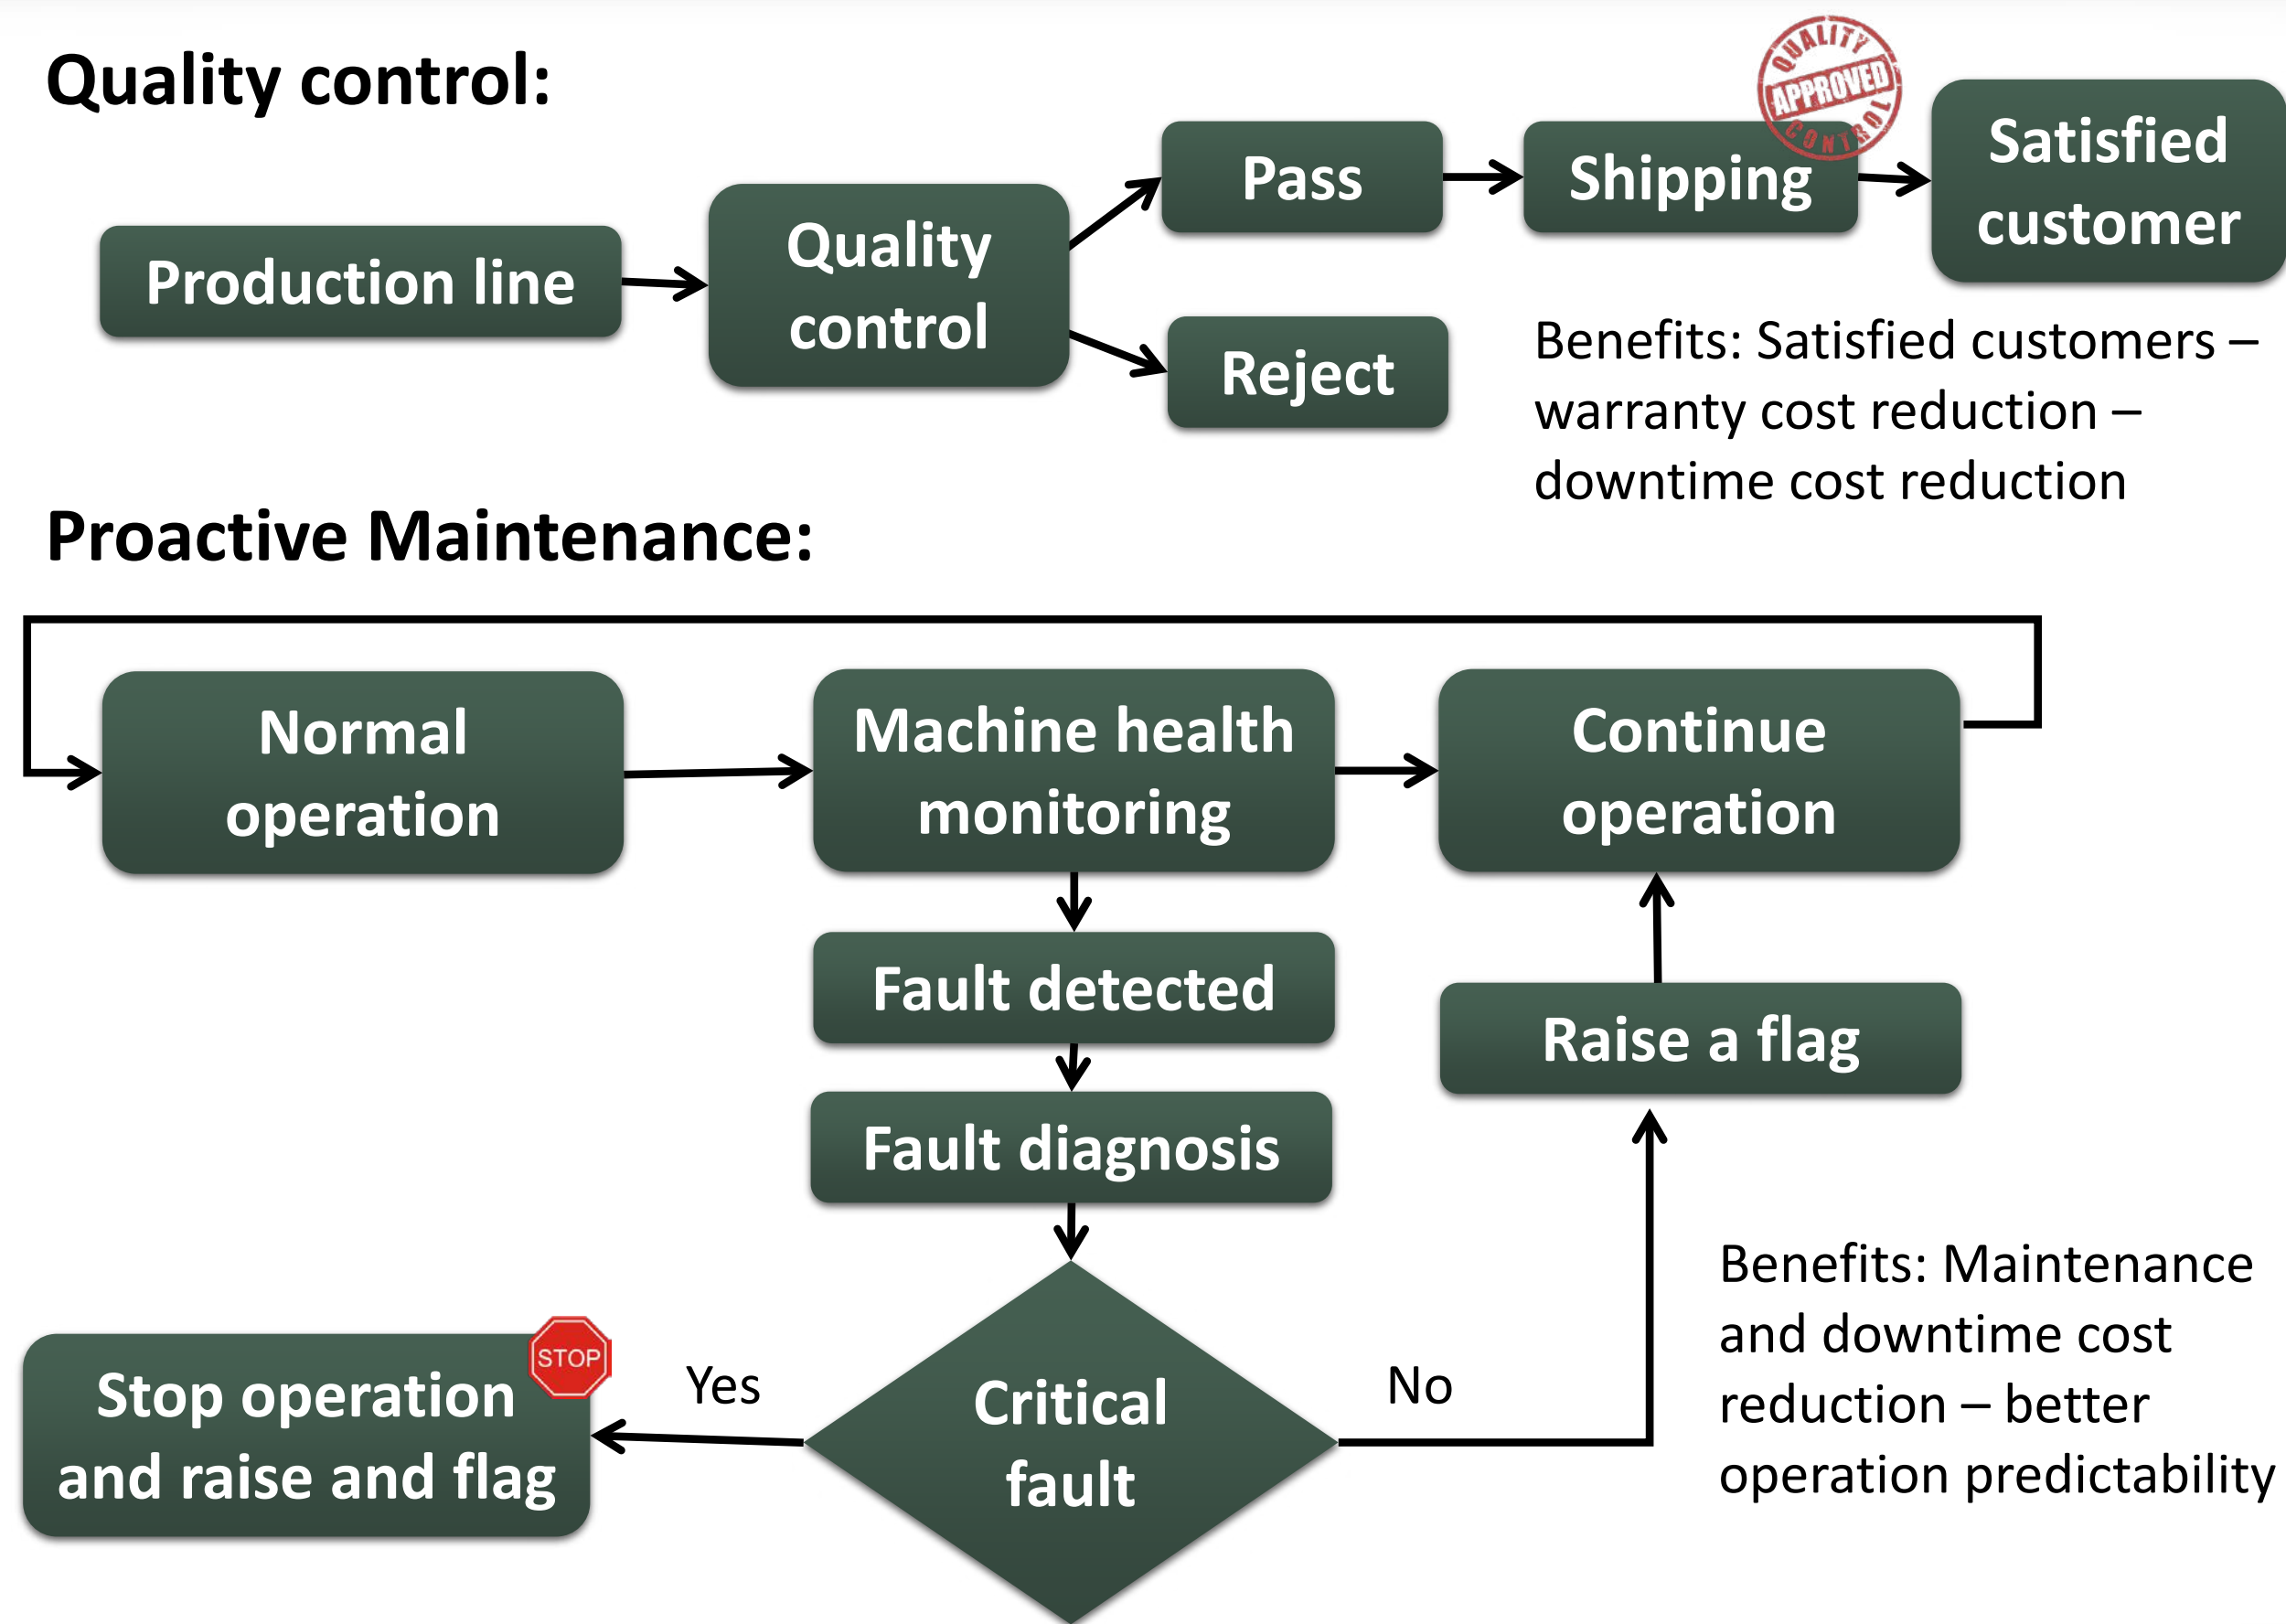 Quality control:
QUALITY
APPROVED
CONTROL
Production line
Quality
control
Pass
Reject
Shipping
Satisfied
customer
Benefits: Satisfied customers –
warranty cost reduction –
downtime cost reduction
Proactive Maintenance:
Normal
operation
Machine health
monitoring
Continue
operation
Fault detected
Raise a flag
Fault diagnosis
Critical
fault
Yes
No
STOP
Stop operation
and raise and flag
Benefits: Maintenance
and downtime cost
reduction – better
operation predictability